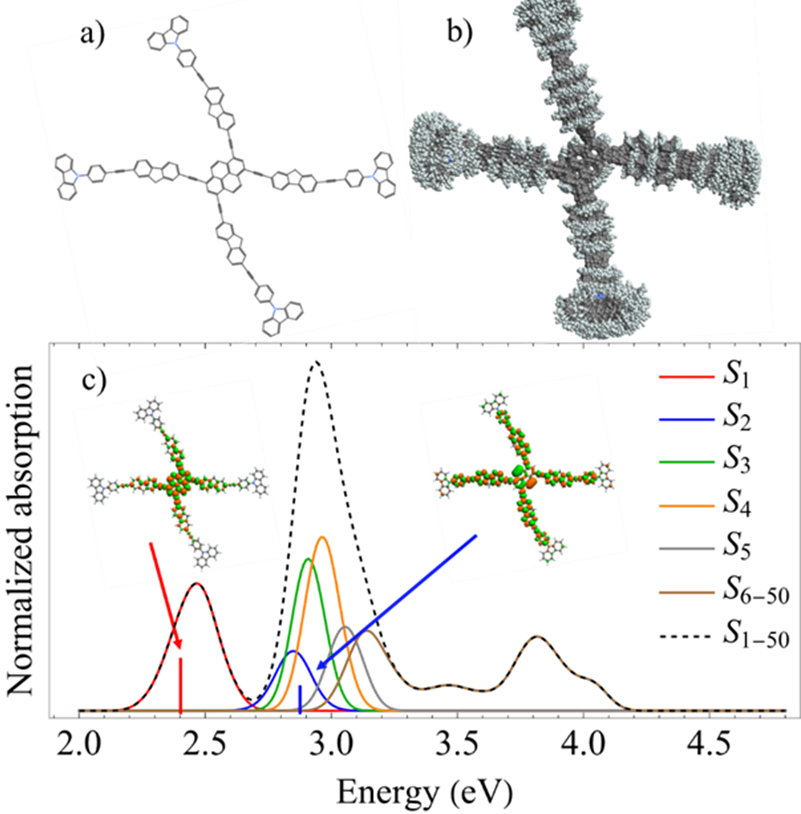 a)
b)
c)
S₁
S₂
S₃
S₄
S₅
S₆₋₅₀
S₁₋₅₀
Normalized absorption
2.0 2.5 3.0 3.5 4.0 4.5
Energy (eV)